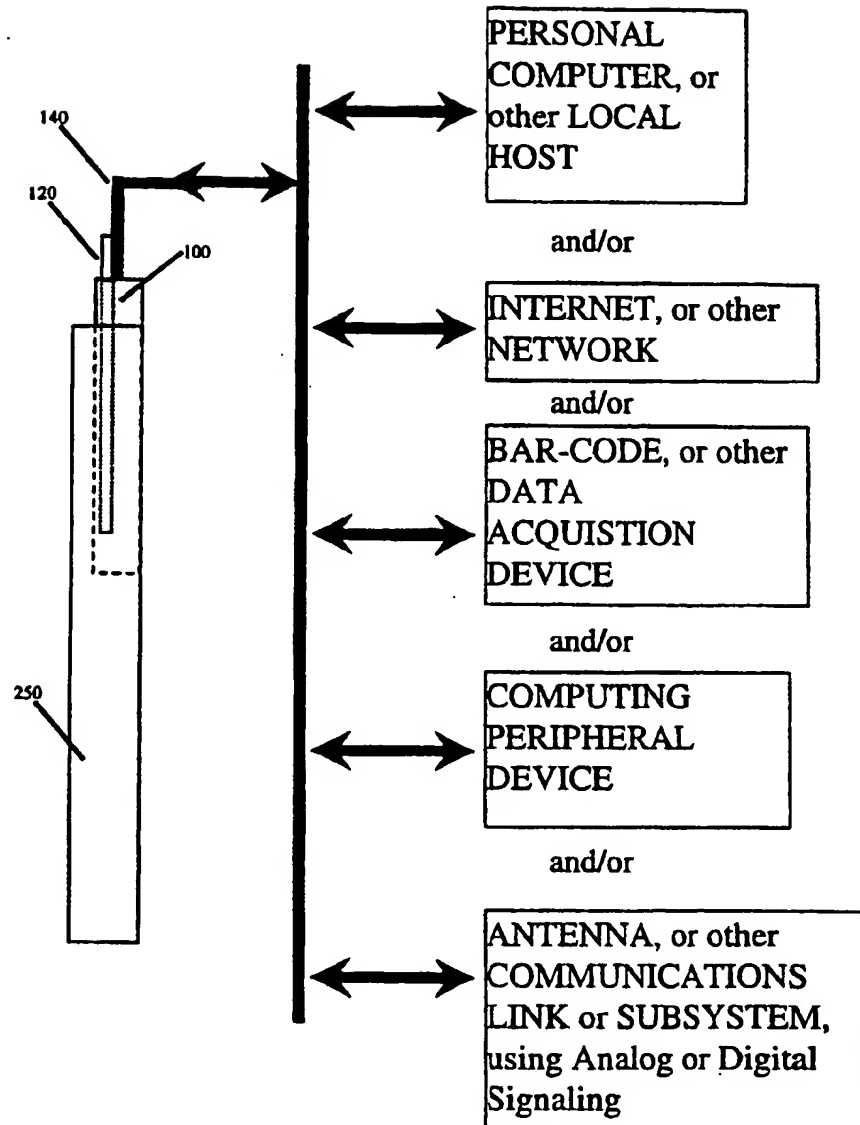 PERSONAL
COMPUTER, or
other LOCAL
HOST
140
120
100
and/or
INTERNET, or other
NETWORK
and/or
BAR-CODE, or other
DATA
ACQUISTION
DEVICE
and/or
250
COMPUTING
PERIPHERAL
DEVICE
and/or
ANTENNA, or other
COMMUNICATIONS
LINK or SUBSYSTEM,
using Analog or Digital
Signaling